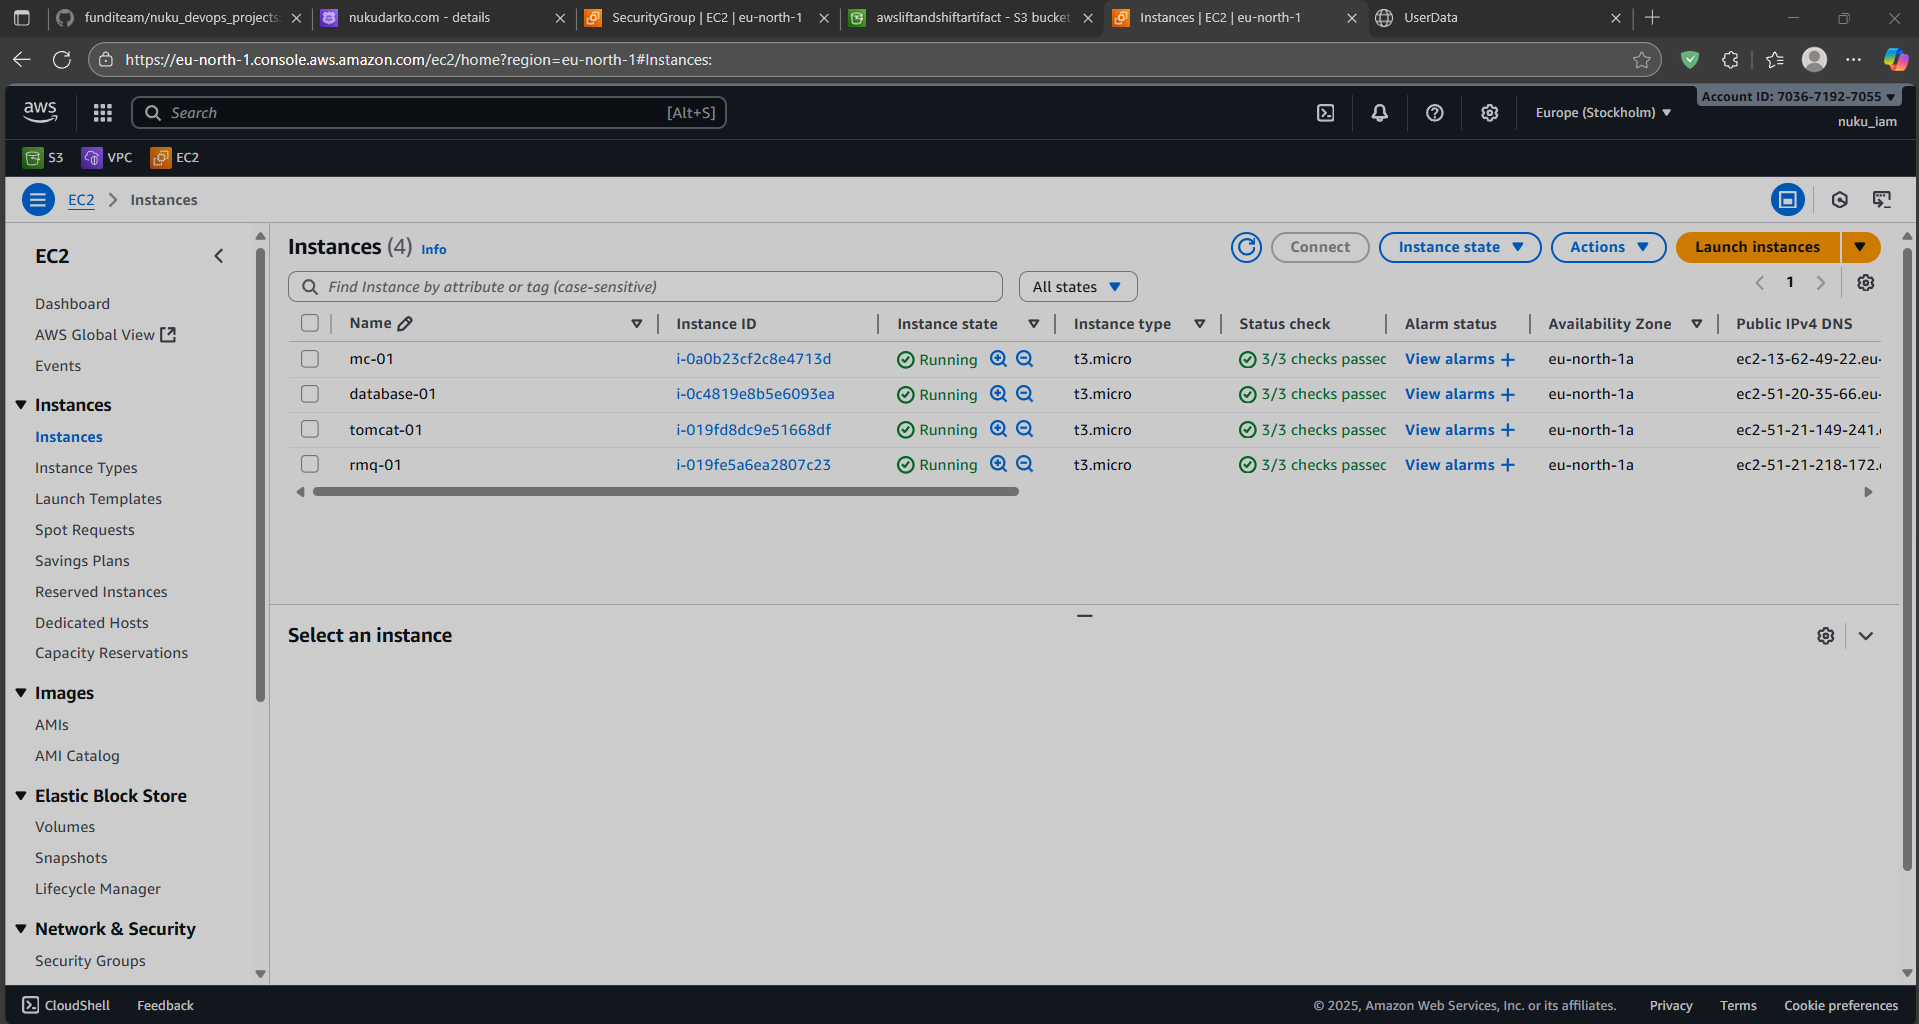 funditeam/nuku_devops_projects:
nukudarko.com - details
SecurityGroup | EC2 | eu-north-1
awsliftandshiftartifact - S3 bucket
Instances | EC2 | eu-north-1
UserData
https://eu-north-1.console.aws.amazon.com/ec2/home?region=eu-north-1#Instances:
aws
Search
[Alt+S]
Europe (Stockholm)
Account ID: 7036-7192-7055
nuku_iam
S3
VPC
EC2
EC2
Instances
EC2
Dashboard
AWS Global View
Events
Instances
Instances
Instance Types
Launch Templates
Spot Requests
Savings Plans
Reserved Instances
Dedicated Hosts
Capacity Reservations
Images
AMIs
AMI Catalog
Elastic Block Store
Volumes
Snapshots
Lifecycle Manager
Network & Security
Security Groups
Instances (4) Info
Connect
Instance state
Actions
Launch instances
Find Instance by attribute or tag (case-sensitive)
All states
1
Name Instance ID Instance state Instance type Status check Alarm status Availability Zone Public IPv4 DNS
mc-01 i-0a0b23cf2c8e4713d Running t3.micro 3/3 checks passec View alarms + eu-north-1a ec2-13-62-49-22.eu-
database-01 i-0c4819e8b5e6093ea Running t3.micro 3/3 checks passec View alarms + eu-north-1a ec2-51-20-35-66.eu-
tomcat-01 i-019fd8dc9e51668df Running t3.micro 3/3 checks passec View alarms + eu-north-1a ec2-51-21-149-241.
rmq-01 i-019fe5a6ea2807c23 Running t3.micro 3/3 checks passec View alarms + eu-north-1a ec2-51-21-218-172.
Select an instance
CloudShell
Feedback
© 2025, Amazon Web Services, Inc. or its affiliates.
Privacy
Terms
Cookie preferences